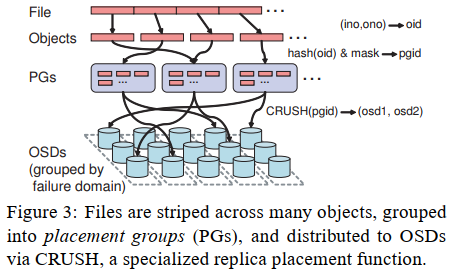 File
(ino,ono) → oid
Objects
hash(oid) & mask → pgid
PGs
CRUSH(pgid) → (osd1, osd2)
OSDs
(grouped by
failure domain)
Figure 3: Files are striped across many objects, grouped
into placement groups (PGs), and distributed to OSDs
via CRUSH, a specialized replica placement function.